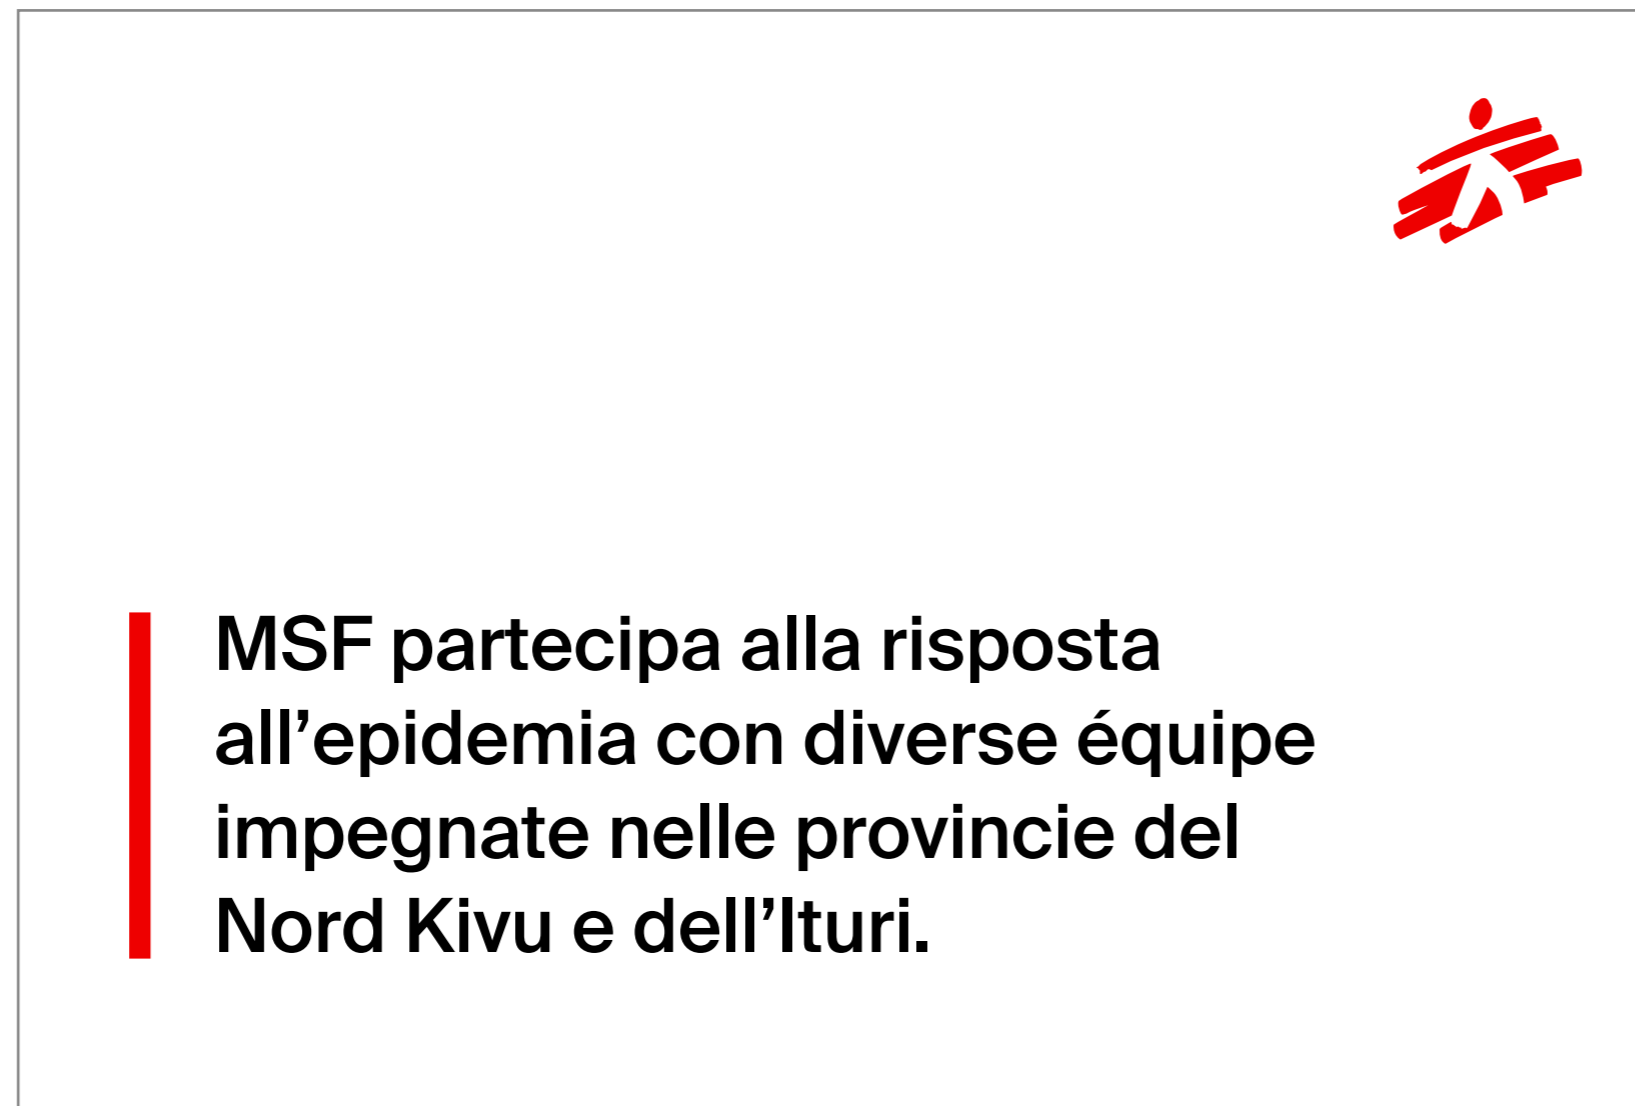 MSF partecipa alla risposta
all’epidemia con diverse équipe
impegnate nelle provincie del
Nord Kivu e dell’Ituri.